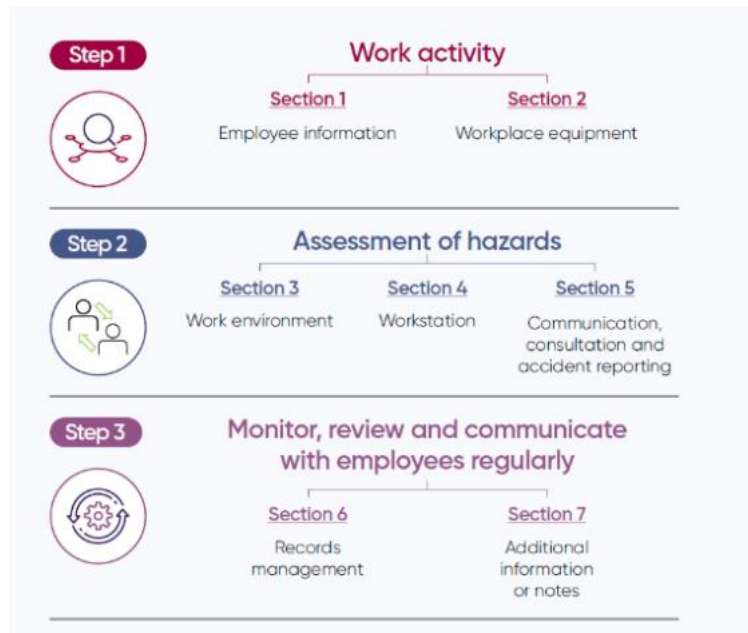 Step 1
Work activity
Section 1
Section 2
Employee information
Workplace equipment
Step 2
Assessment of hazards
Section 3
Section 4
Section 5
Work environment
Workstation
Communication,
consultation and
accident reporting
Step 3
Monitor, review and communicate
with employees regularly
Section 6
Section 7
Records
management
Additional
information
or notes